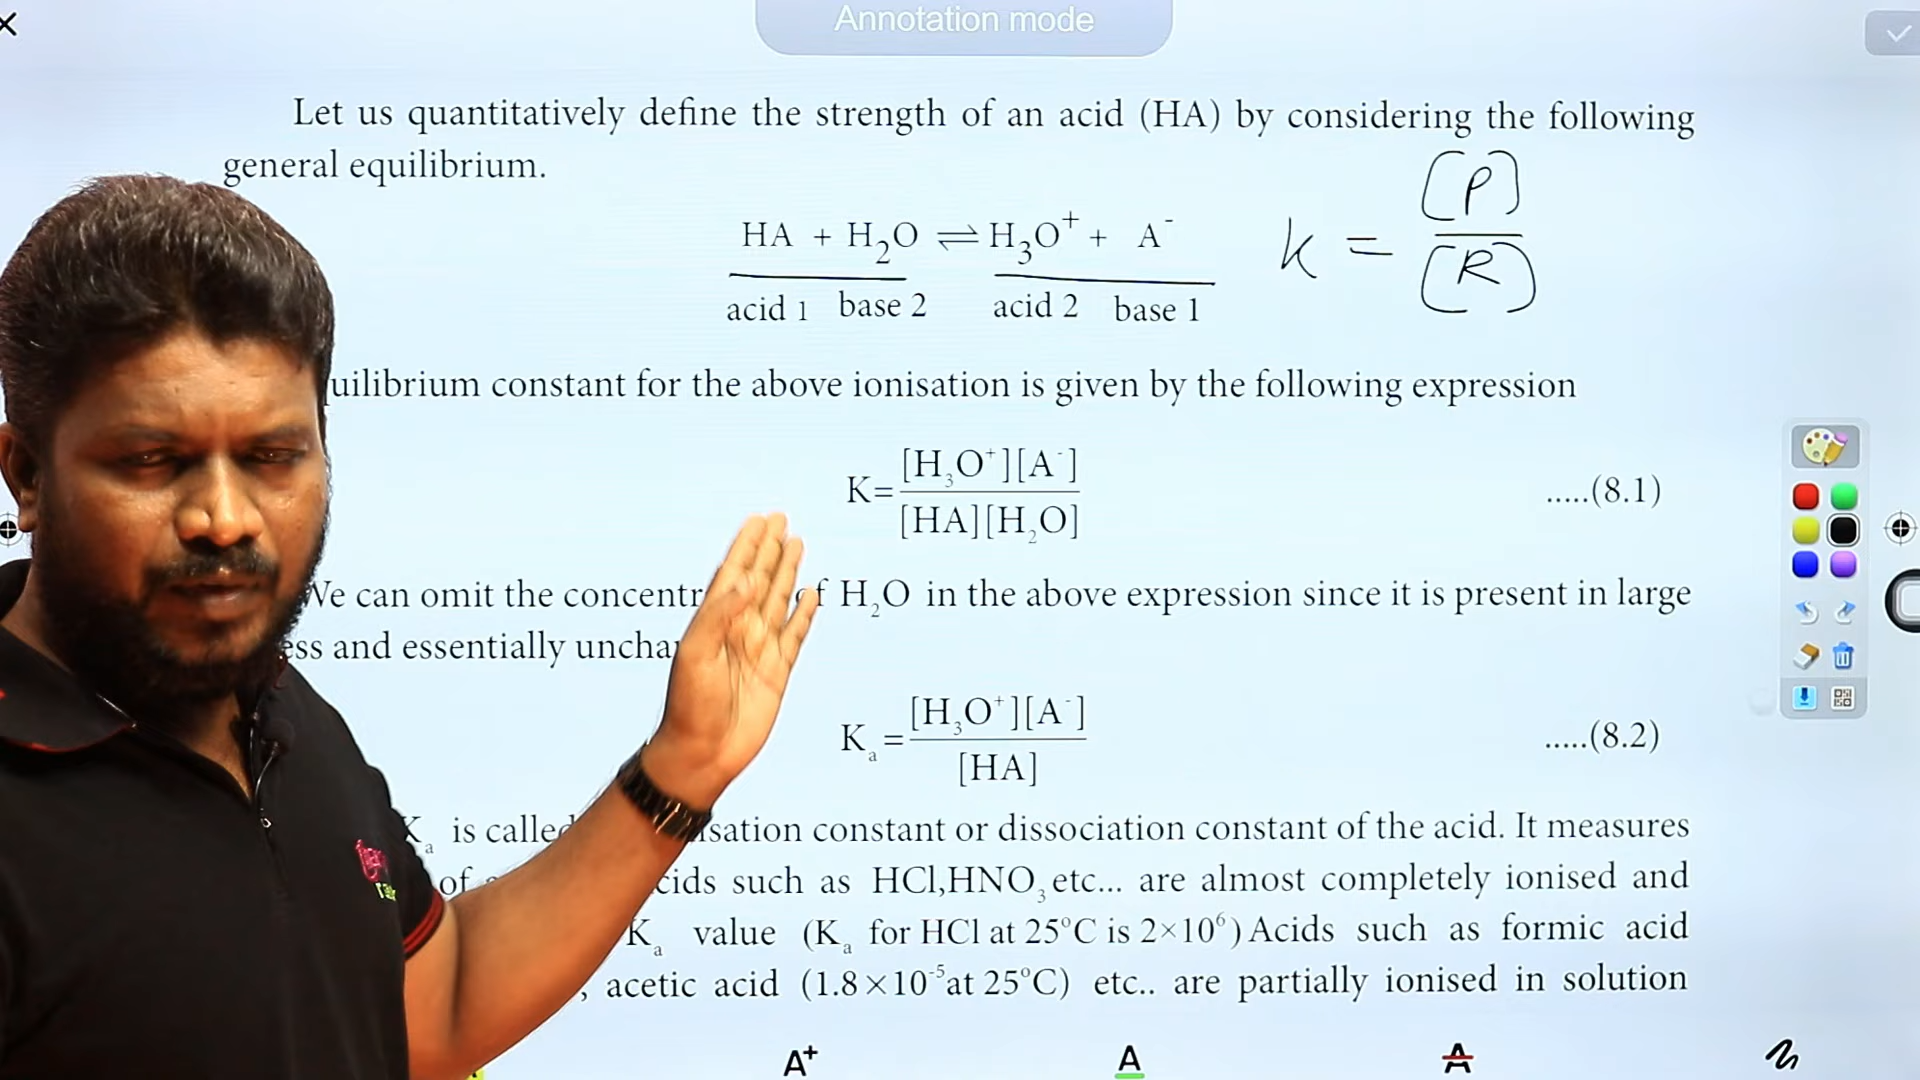 Annotation mode
Let us quantitatively define the strength of an acid (HA) by considering the following
general equilibrium.
HA + H₂O ⇌ H₃O⁺ + A⁻
acid 1 base 2 acid 2 base 1
k = [P] / [R]
uilibrium constant for the above ionisation is given by the following expression
K= [H₃O⁺][A⁻] / [HA][H₂O] .....(8.1)
We can omit the concentr of H₂O in the above expression since it is present in large
ess and essentially uncha
Kₐ = [H₃O⁺][A⁻] / [HA] .....(8.2)
Kₐ is called isation constant or dissociation constant of the acid. It measures
of cids such as HCl,HNO₃ etc... are almost completely ionised and
Kₐ value (Kₐ for HCl at 25°C is 2×10⁶) Acids such as formic acid
, acetic acid (1.8×10⁻⁵ at 25°C) etc.. are partially ionised in solution
A⁺ A A